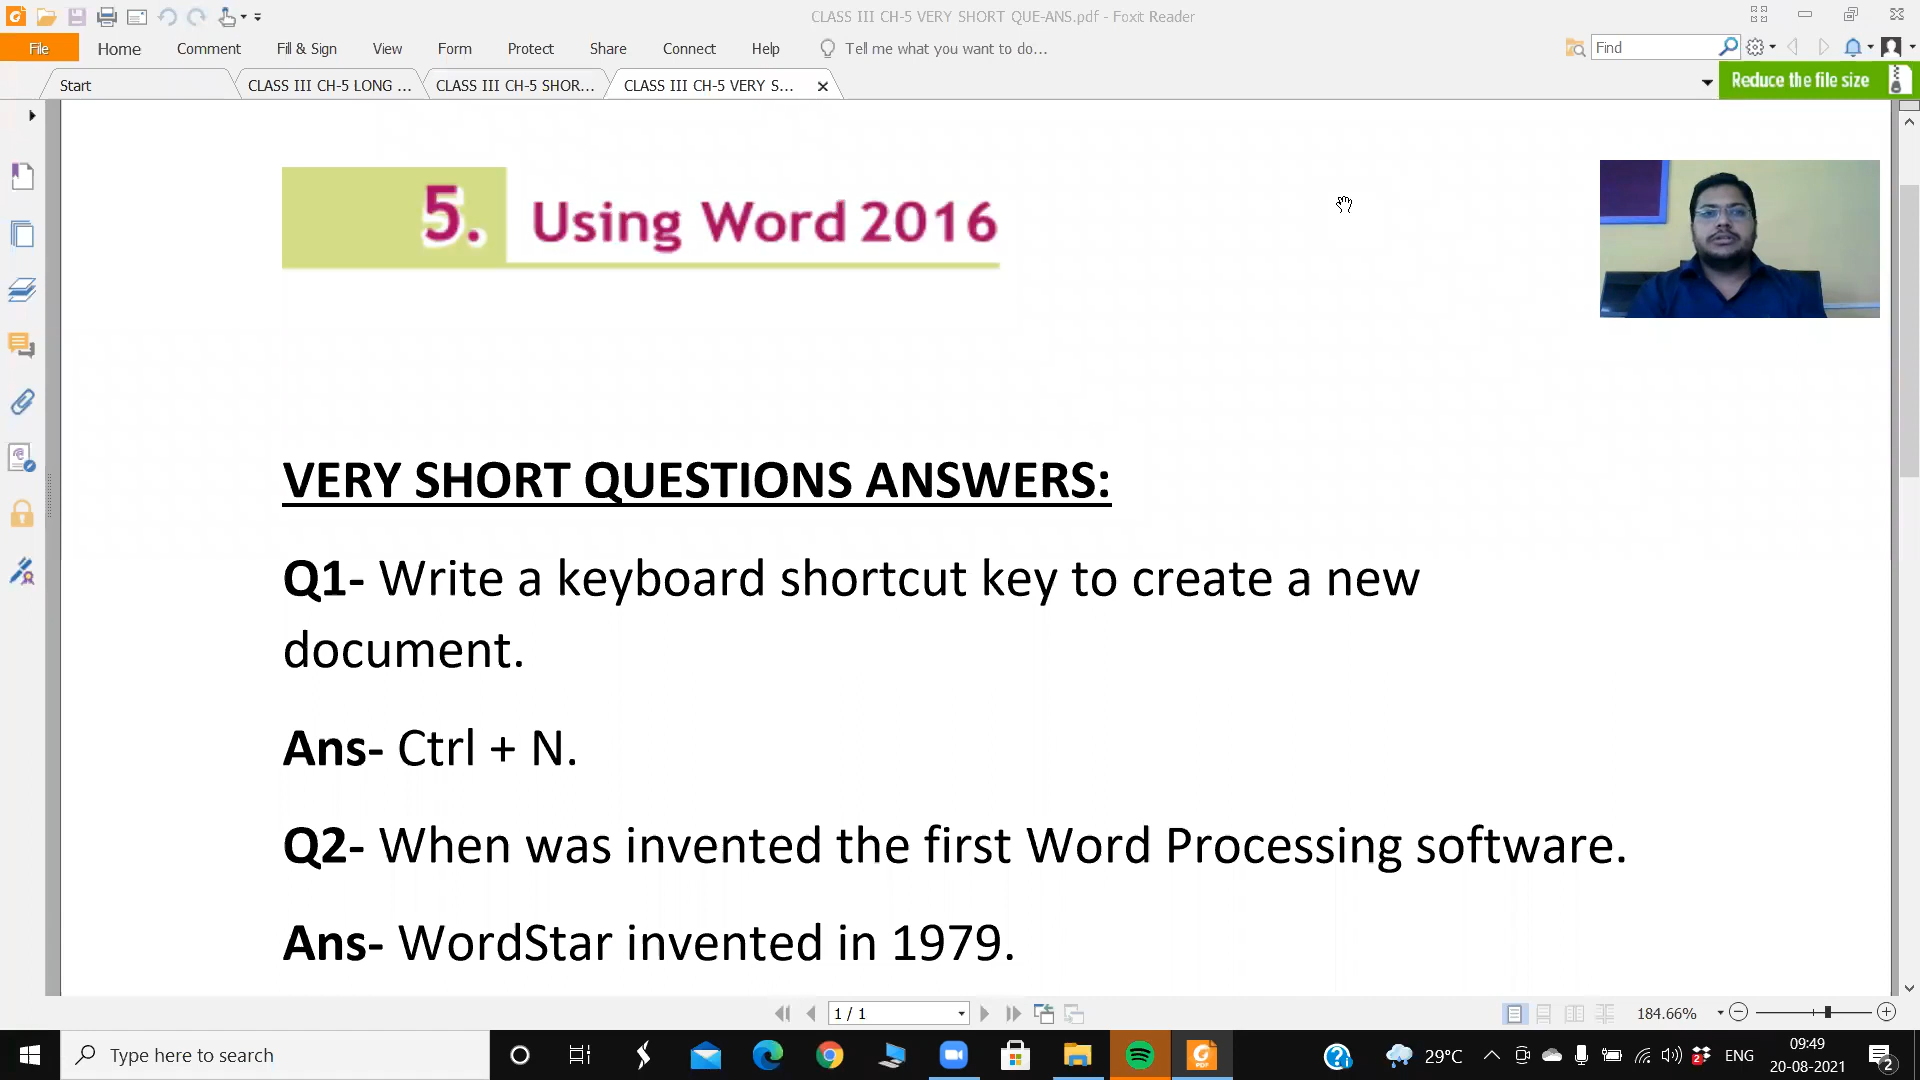 CLASS III CH-5 VERY SHORT QUE-ANS.pdf - Foxit Reader
File Home Comment Fill & Sign View Form Protect Share Connect Help Tell me what you want to do... Find
Start CLASS III CH-5 LONG ... CLASS III CH-5 SHOR... CLASS III CH-5 VERY S... Reduce the file size
5. Using Word 2016
VERY SHORT QUESTIONS ANSWERS:
Q1- Write a keyboard shortcut key to create a new
document.
Ans- Ctrl + N.
Q2- When was invented the first Word Processing software.
Ans- WordStar invented in 1979.
1 / 1 184.66%
Type here to search 29°C ENG 09:49
20-08-2021 2